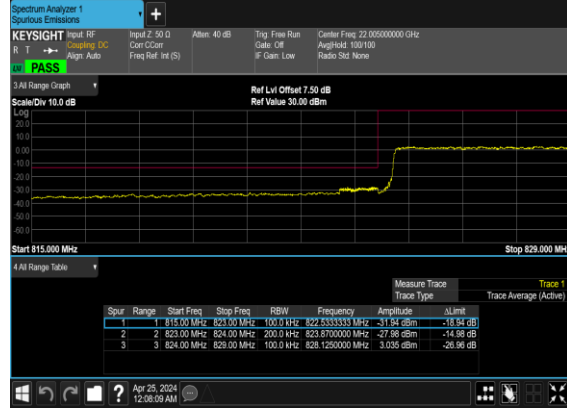 Spectrum Analyzer 1
Spurious Emissions
+
KEYSIGHT Input: RF
R T Coupling: DC
Align: Auto
Input Z: 50 Ω
Corr CCorr
Freq Ref: Int (S)
Atten: 40 dB
Trig: Free Run
Gate: Off
IF Gain: Low
Center Freq: 22.005000000 GHz
Avg|Hold: 100/100
Radio Std: None
LW PASS
3 All Range Graph
Scale/Div 10.0 dB
Ref Lvl Offset 7.50 dB
Ref Value 30.00 dBm
Log
20.0
10.0
0.00
-10.0
-20.0
-30.0
-40.0
-50.0
-60.0
Start 815.000 MHz
Stop 829.000 MH
4 All Range Table
Measure Trace Trace 1
Trace Type Trace Average (Active)
Spur Range Start Freq Stop Freq RBW Frequency Amplitude ΔLimit
1 1 815.00 MHz 823.00 MHz 100.0 kHz 822.5333333 MHz -31.94 dBm -18.94 dB
2 2 823.00 MHz 824.00 MHz 200.0 kHz 823.8700000 MHz -27.98 dBm -14.98 dB
3 3 824.00 MHz 829.00 MHz 100.0 kHz 828.1250000 MHz 3.035 dBm -26.96 dB
?
Apr 25, 2024
12:08:09 AM